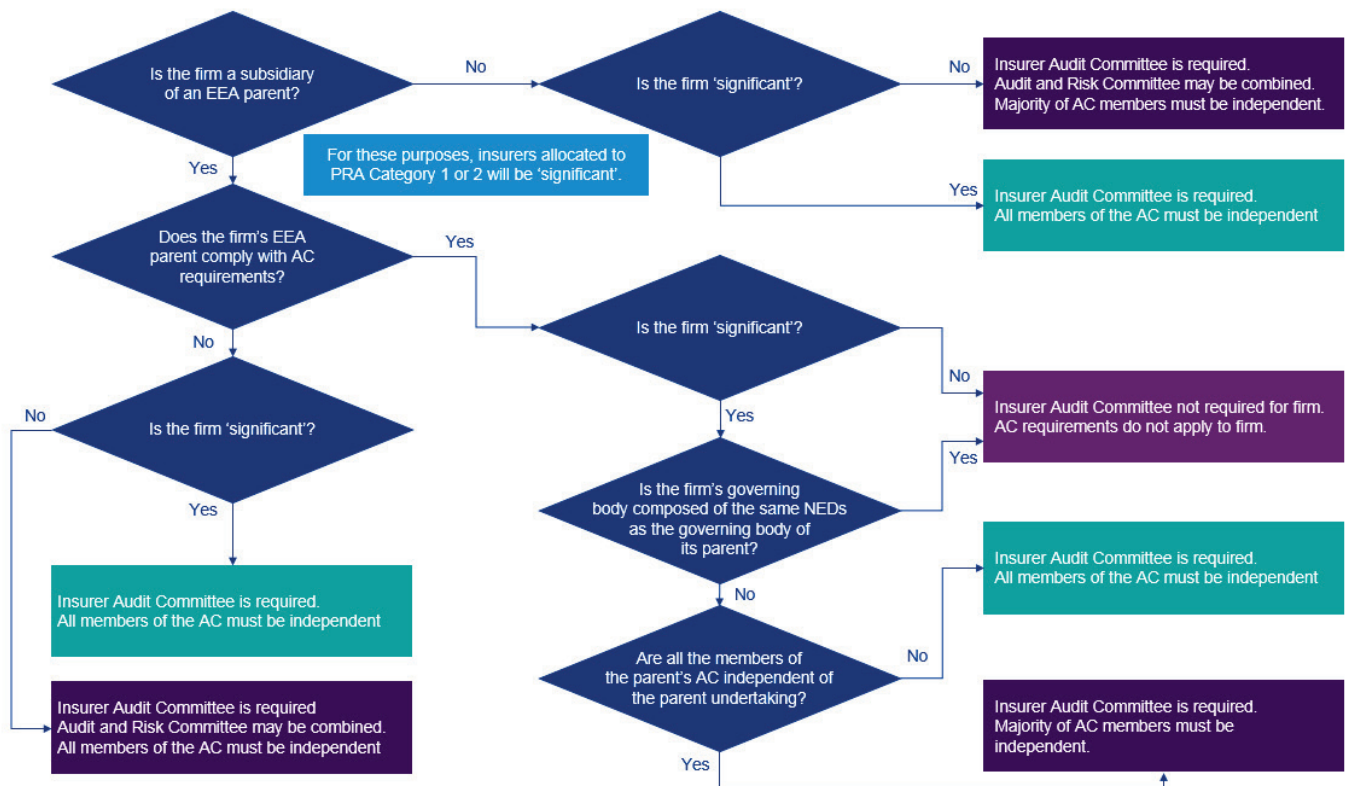 Is the firm a subsidiary
of an EEA parent?
No
Is the firm ‘significant’?
No
Insurer Audit Committee is required.
Audit and Risk Committee may be combined.
Majority of AC members must be independent.
Yes
For these purposes, insurers allocated to
PRA Category 1 or 2 will be ‘significant’.
Yes
Insurer Audit Committee is required.
All members of the AC must be independent
Does the firm’s EEA
parent comply with AC
requirements?
Yes
Is the firm ‘significant’?
No
No
Insurer Audit Committee not required for firm.
AC requirements do not apply to firm.
No
Is the firm ‘significant’?
Yes
Yes
Is the firm’s governing
body composed of the same NEDs
as the governing body of
its parent?
Yes
Insurer Audit Committee is required.
All members of the AC must be independent
No
Insurer Audit Committee is required.
All members of the AC must be independent
Are all the members of
the parent’s AC independent of
the parent undertaking?
No
Insurer Audit Committee is required
Audit and Risk Committee may be combined.
All members of the AC must be independent
Insurer Audit Committee is required.
Majority of AC members must be
independent.
Yes